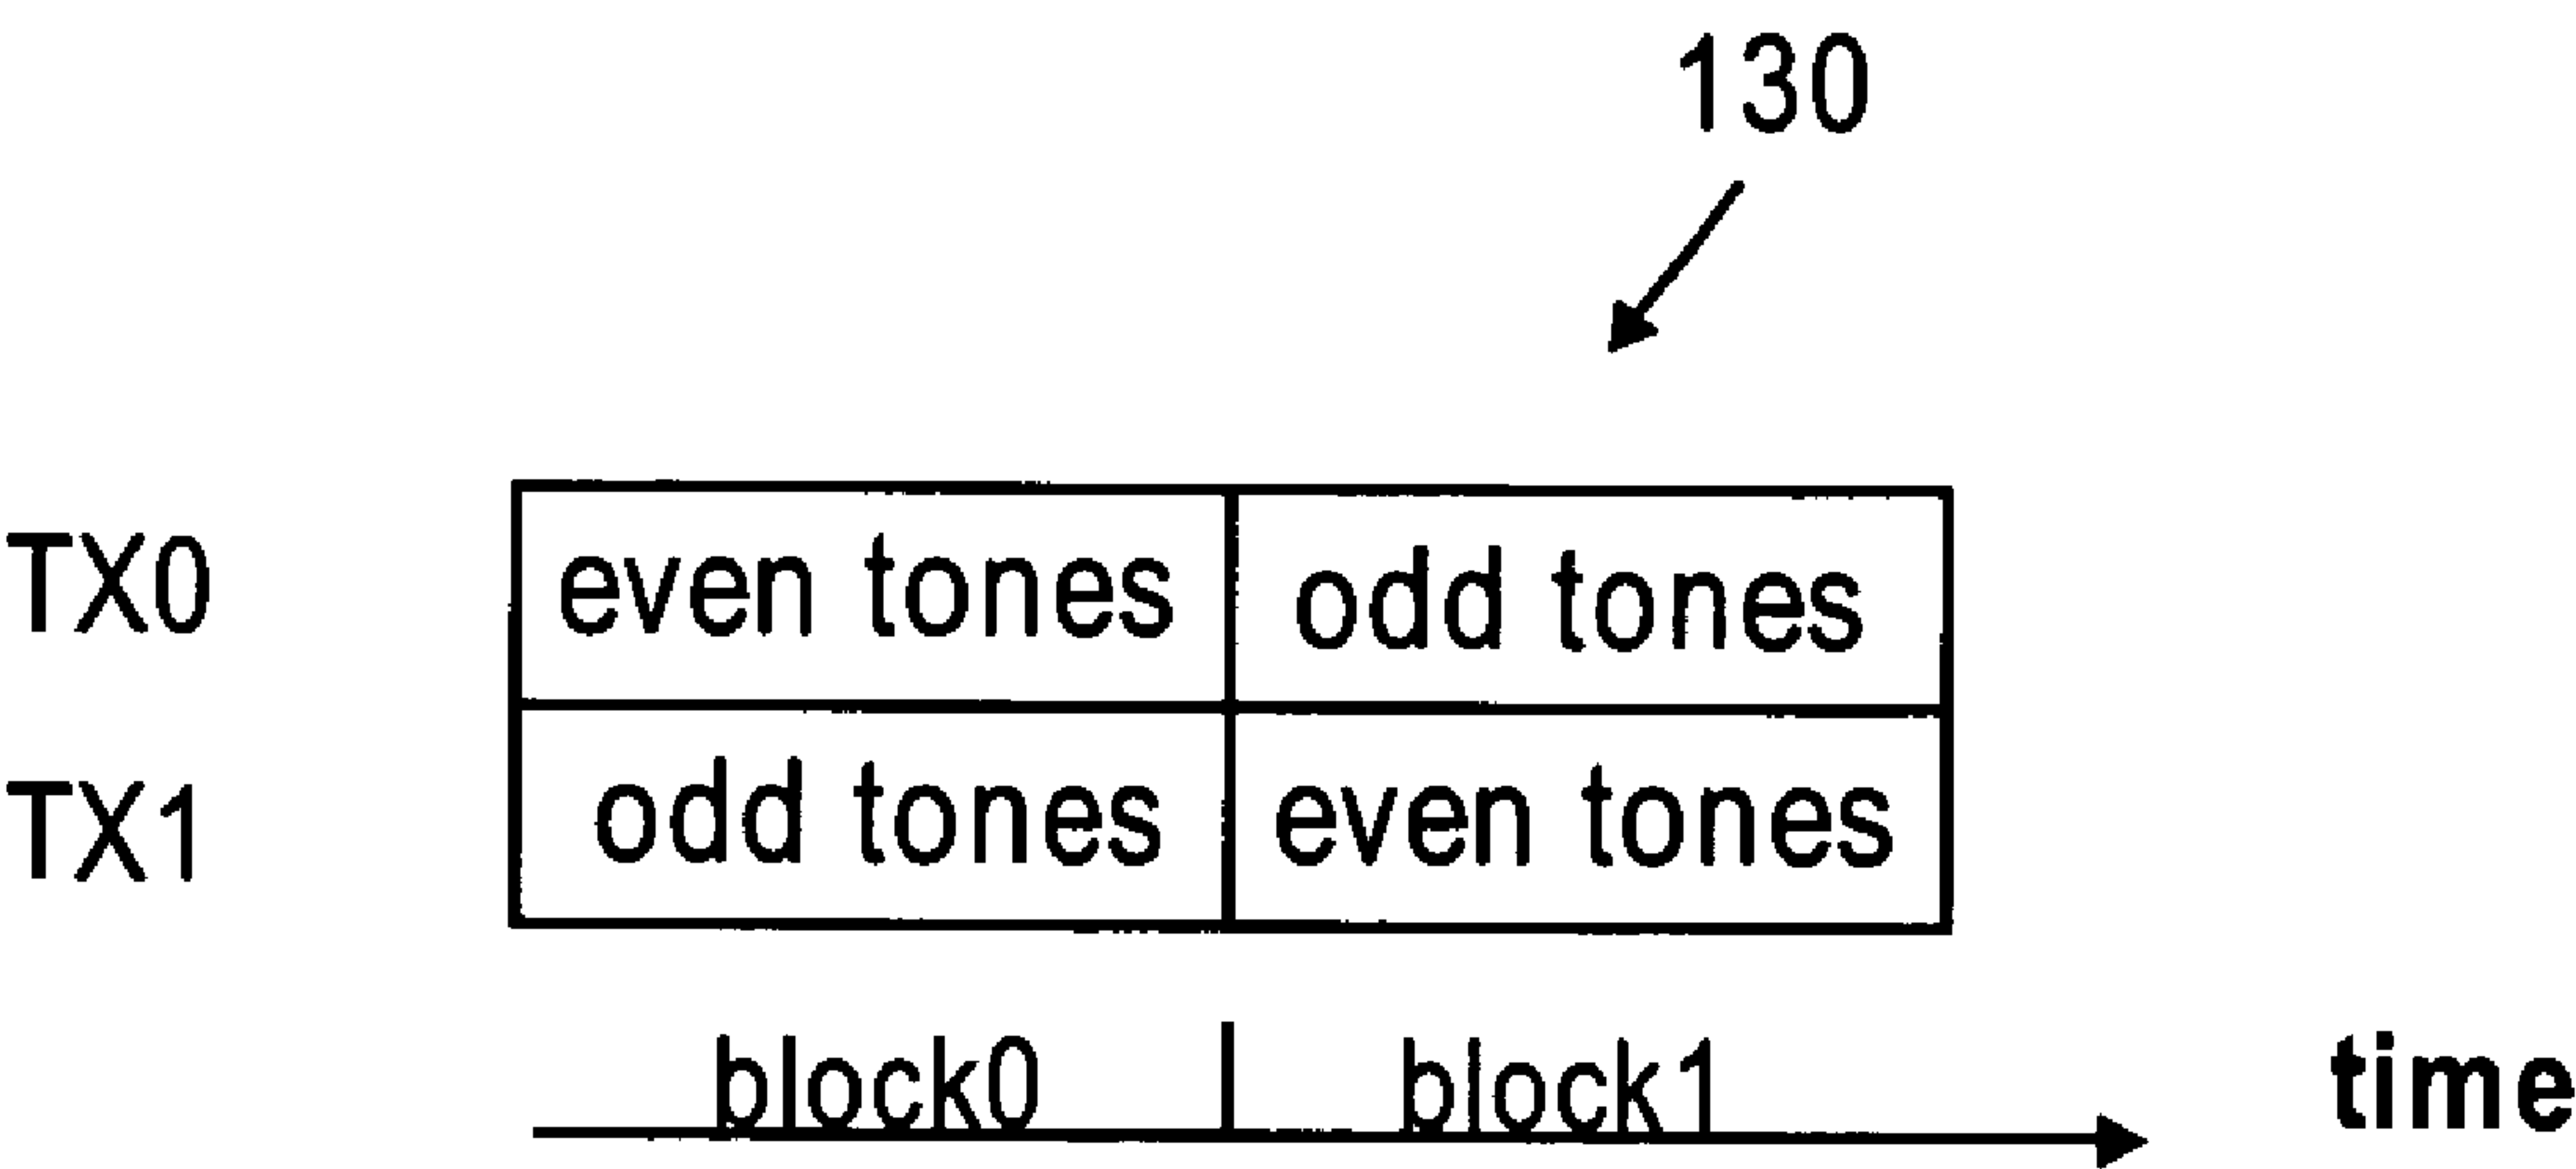 130
TX0 even tones odd tones
TX1 odd tones even tones
block0 block1 time